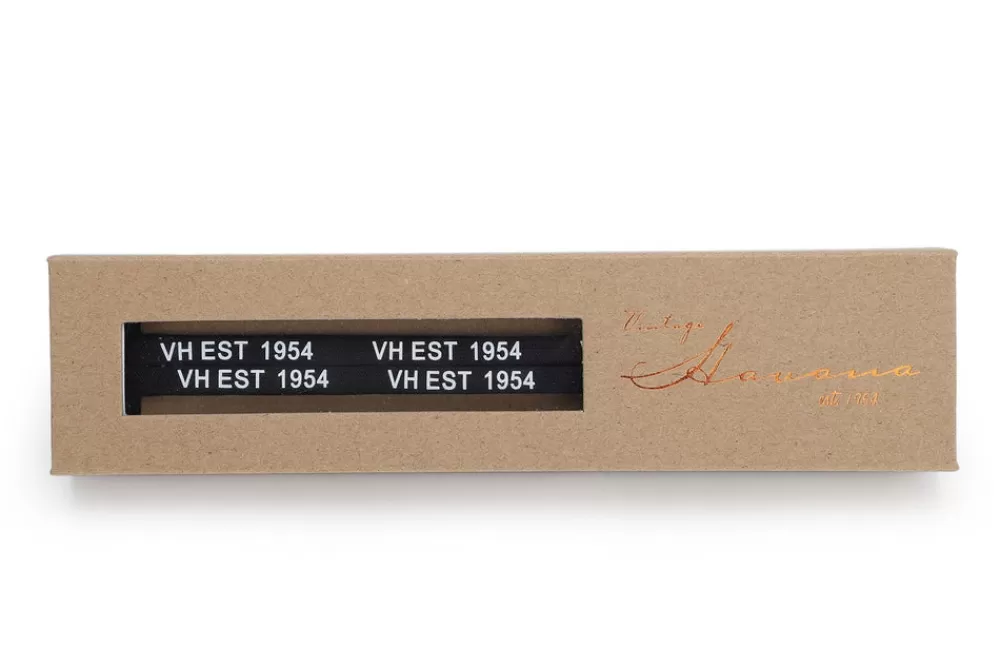 VH EST 1954 VH EST 1954
VH EST 1954 VH EST 1954
Vintage
Havana
est. 1954